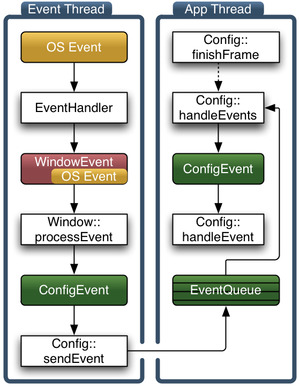 Event Thread
OS Event
EventHandler
WindowEvent
OS Event
Window::
processEvent
ConfigEvent
Config::
sendEvent
App Thread
Config::
finishFrame
Config::
handleEvents
ConfigEvent
Config::
handleEvent
EventQueue